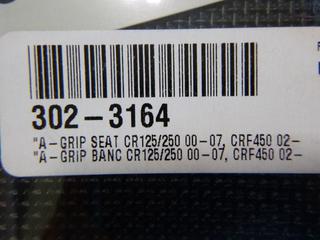 302-3164
"A-GRIP SEAT CR125/250 00-07, CRF450 02-
"A-GRIP BANC CR125/250 00-07, CRF450 02-